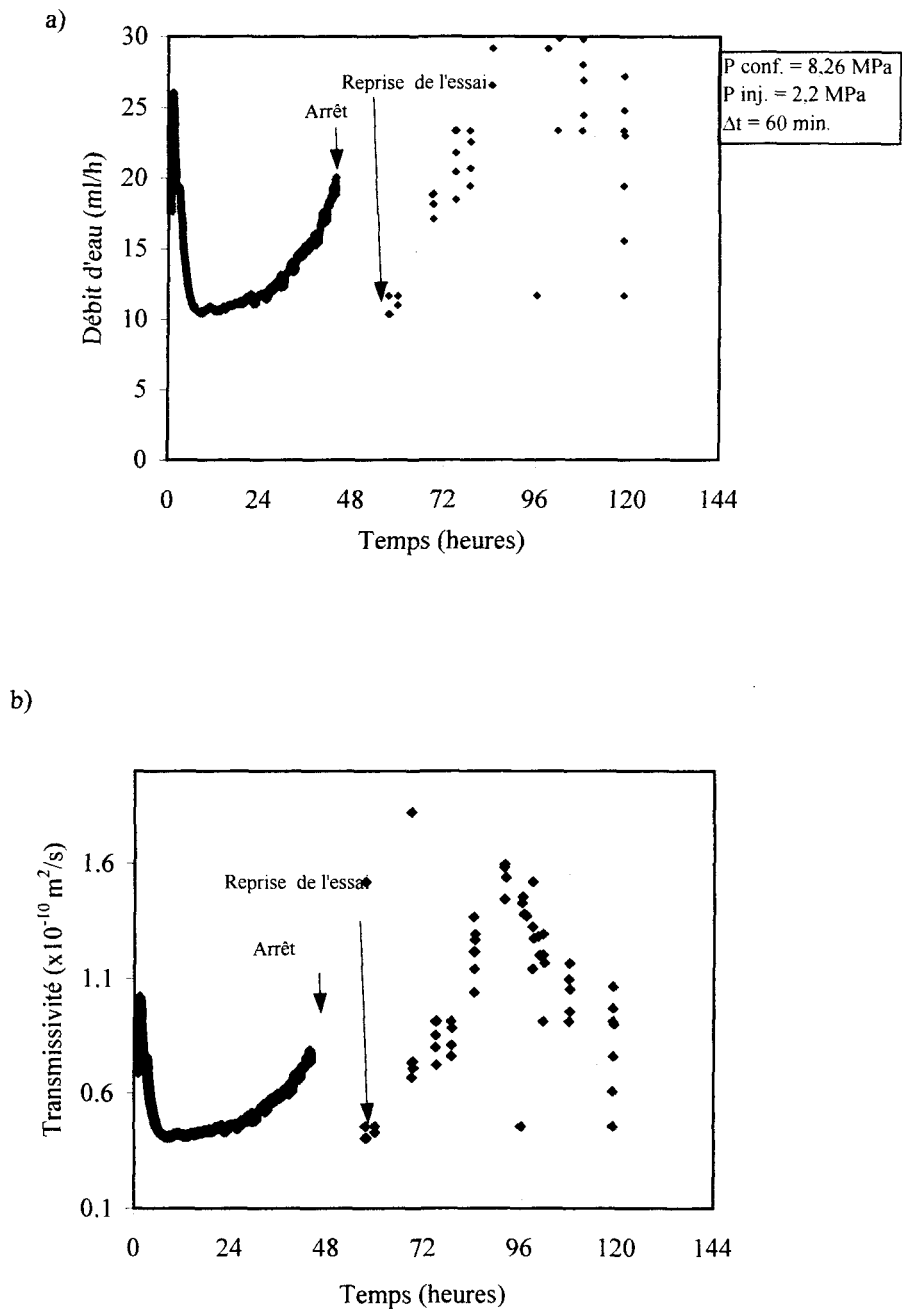 a)
30
25
20
15
10
5
0
Débit d'eau (ml/h)
Reprise de l'essai
Arrêt
P conf. = 8,26 MPa
P inj. = 2,2 MPa
Δt = 60 min.
0 24 48 72 96 120 144
Temps (heures)
b)
1.6
1.1
0.6
0.1
Transmissivité (x10⁻¹⁰ m²/s)
Reprise de l'essai
Arrêt
0 24 48 72 96 120 144
Temps (heures)